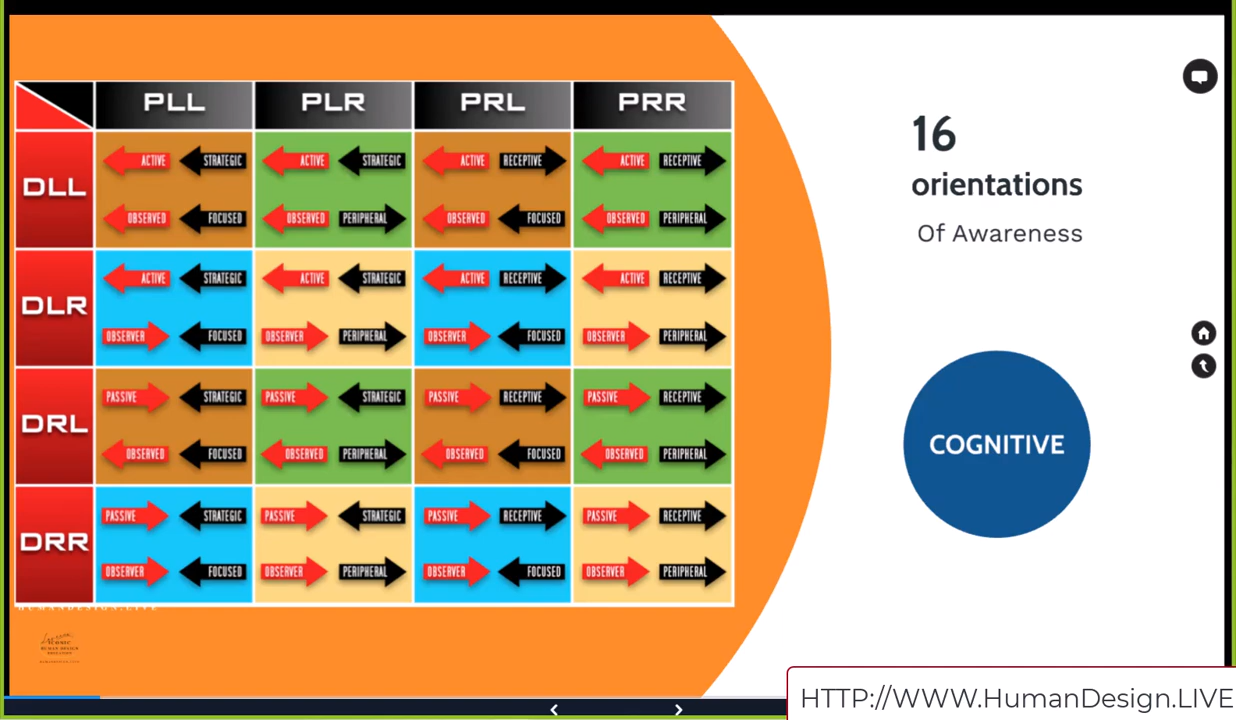 PLL PLR PRL PRR
DLL
ACTIVE STRATEGIC ACTIVE STRATEGIC ACTIVE RECEPTIVE ACTIVE RECEPTIVE
OBSERVED FOCUSED OBSERVED PERIPHERAL OBSERVED FOCUSED OBSERVED PERIPHERAL
DLR
ACTIVE STRATEGIC ACTIVE STRATEGIC ACTIVE RECEPTIVE ACTIVE RECEPTIVE
OBSERVER FOCUSED OBSERVER PERIPHERAL OBSERVER FOCUSED OBSERVER PERIPHERAL
DRL
PASSIVE STRATEGIC PASSIVE STRATEGIC PASSIVE RECEPTIVE PASSIVE RECEPTIVE
OBSERVED FOCUSED OBSERVED PERIPHERAL OBSERVED FOCUSED OBSERVED PERIPHERAL
DRR
PASSIVE STRATEGIC PASSIVE STRATEGIC PASSIVE RECEPTIVE PASSIVE RECEPTIVE
OBSERVER FOCUSED OBSERVER PERIPHERAL OBSERVER FOCUSED OBSERVER PERIPHERAL
HUMANDESIGN.LIVE
HUMAN DESIGN
16
orientations
Of Awareness
COGNITIVE
HTTP://WWW.HumanDesign.LIVE